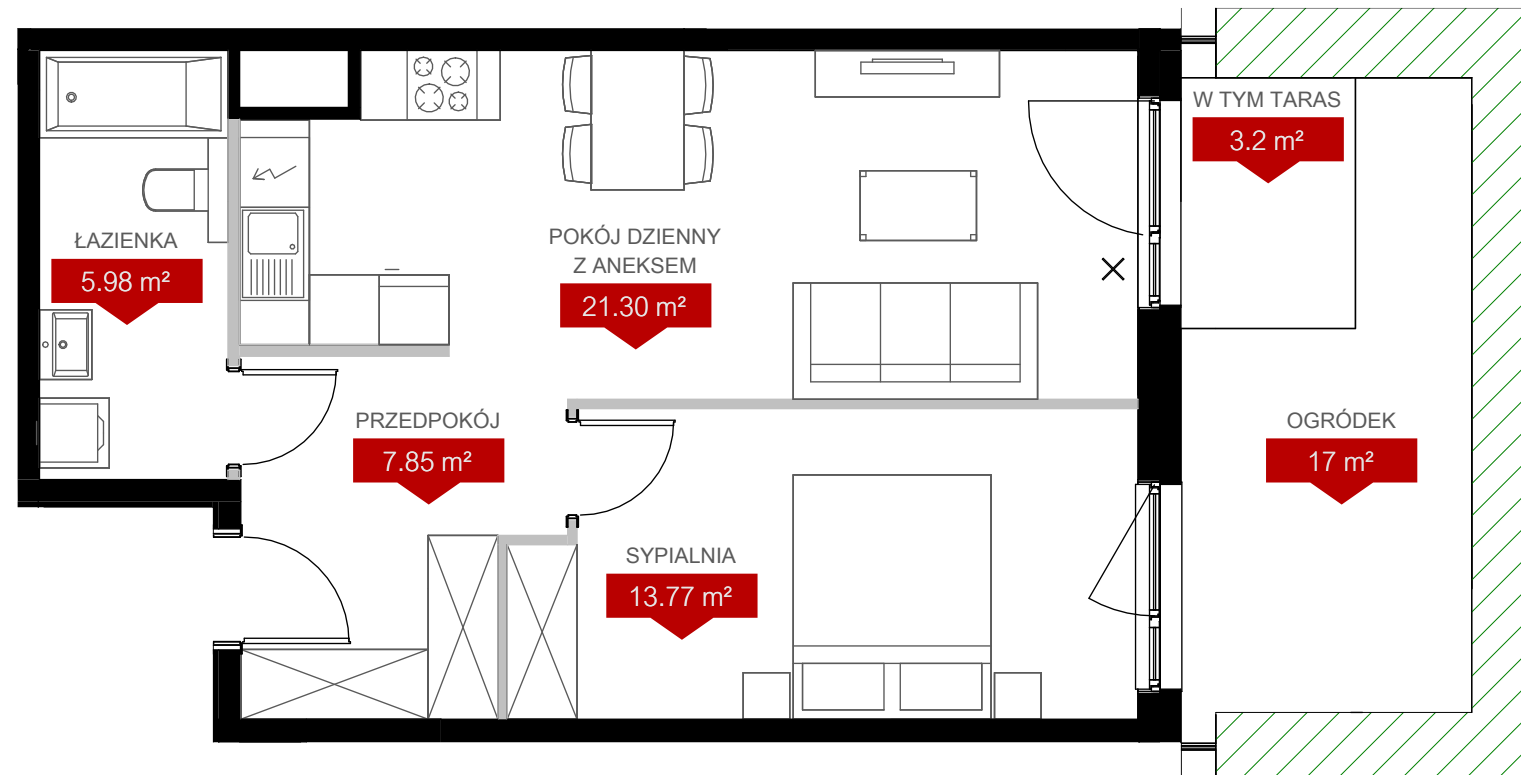 W TYM TARAS
3.2 m²
ŁAZIENKA
5.98 m²
POKÓJ DZIENNY
Z ANEKSEM
21.30 m²
PRZEDPOKÓJ
7.85 m²
OGRÓDEK
17 m²
SYPIALNIA
13.77 m²